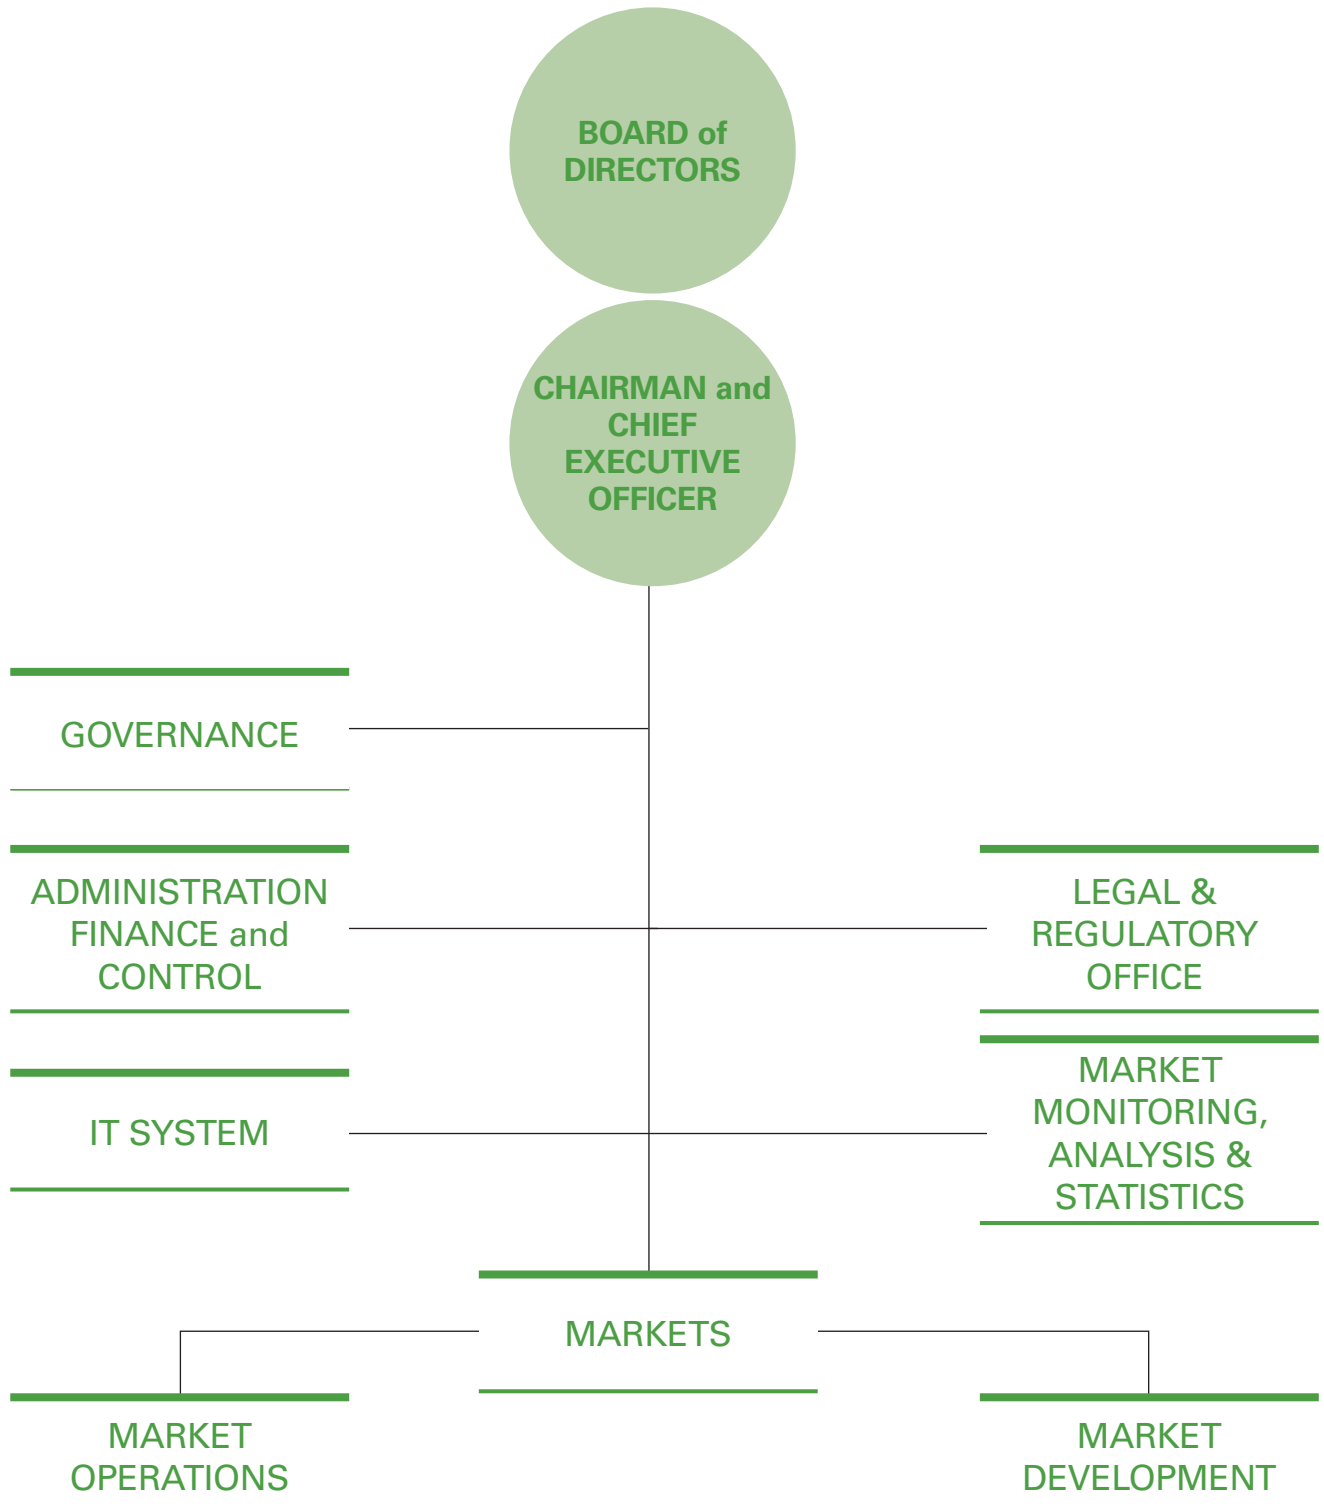 BOARD of
DIRECTORS
CHAIRMAN and
CHIEF
EXECUTIVE
OFFICER
GOVERNANCE
ADMINISTRATION
FINANCE and
CONTROL
LEGAL &
REGULATORY
OFFICE
IT SYSTEM
MARKET
MONITORING,
ANALYSIS &
STATISTICS
MARKETS
MARKET
OPERATIONS
MARKET
DEVELOPMENT